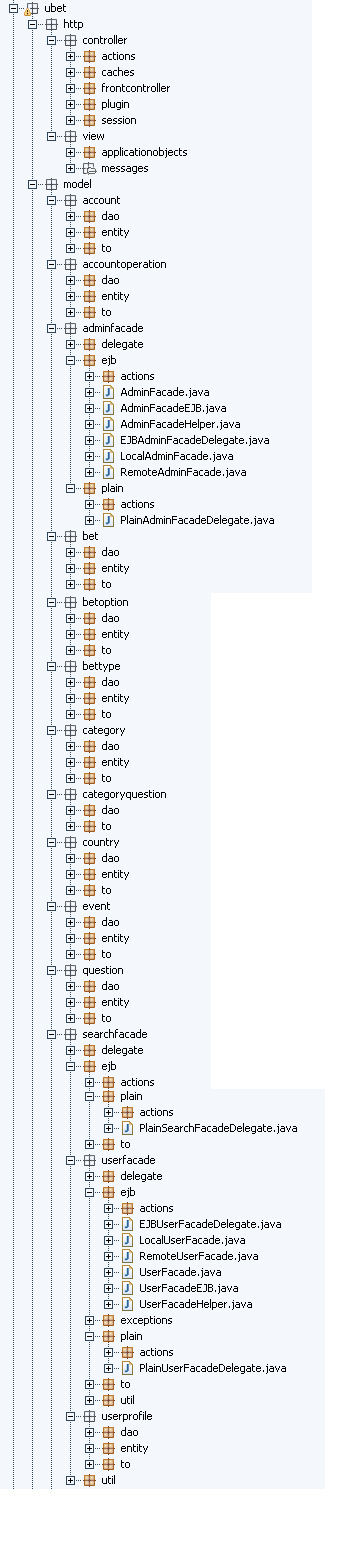 ubet
http
controller
actions
caches
frontcontroller
plugin
session
view
applicationobjects
messages
model
account
dao
entity
to
accountoperation
dao
entity
to
adminfacade
delegate
ejb
actions
AdminFacade.java
AdminFacadeEJB.java
AdminFacadeHelper.java
EJBAdminFacadeDelegate.java
LocalAdminFacade.java
RemoteAdminFacade.java
plain
actions
PlainAdminFacadeDelegate.java
bet
dao
entity
to
betoption
dao
entity
to
bettype
dao
entity
to
category
dao
entity
to
categoryquestion
dao
to
country
dao
entity
to
event
dao
entity
to
question
dao
entity
to
searchfacade
delegate
ejb
actions
plain
actions
PlainSearchFacadeDelegate.java
to
userfacade
delegate
ejb
actions
EJBUserFacadeDelegate.java
LocalUserFacade.java
RemoteUserFacade.java
UserFacade.java
UserFacadeEJB.java
UserFacadeHelper.java
exceptions
plain
actions
PlainUserFacadeDelegate.java
to
util
userprofile
dao
entity
to
util